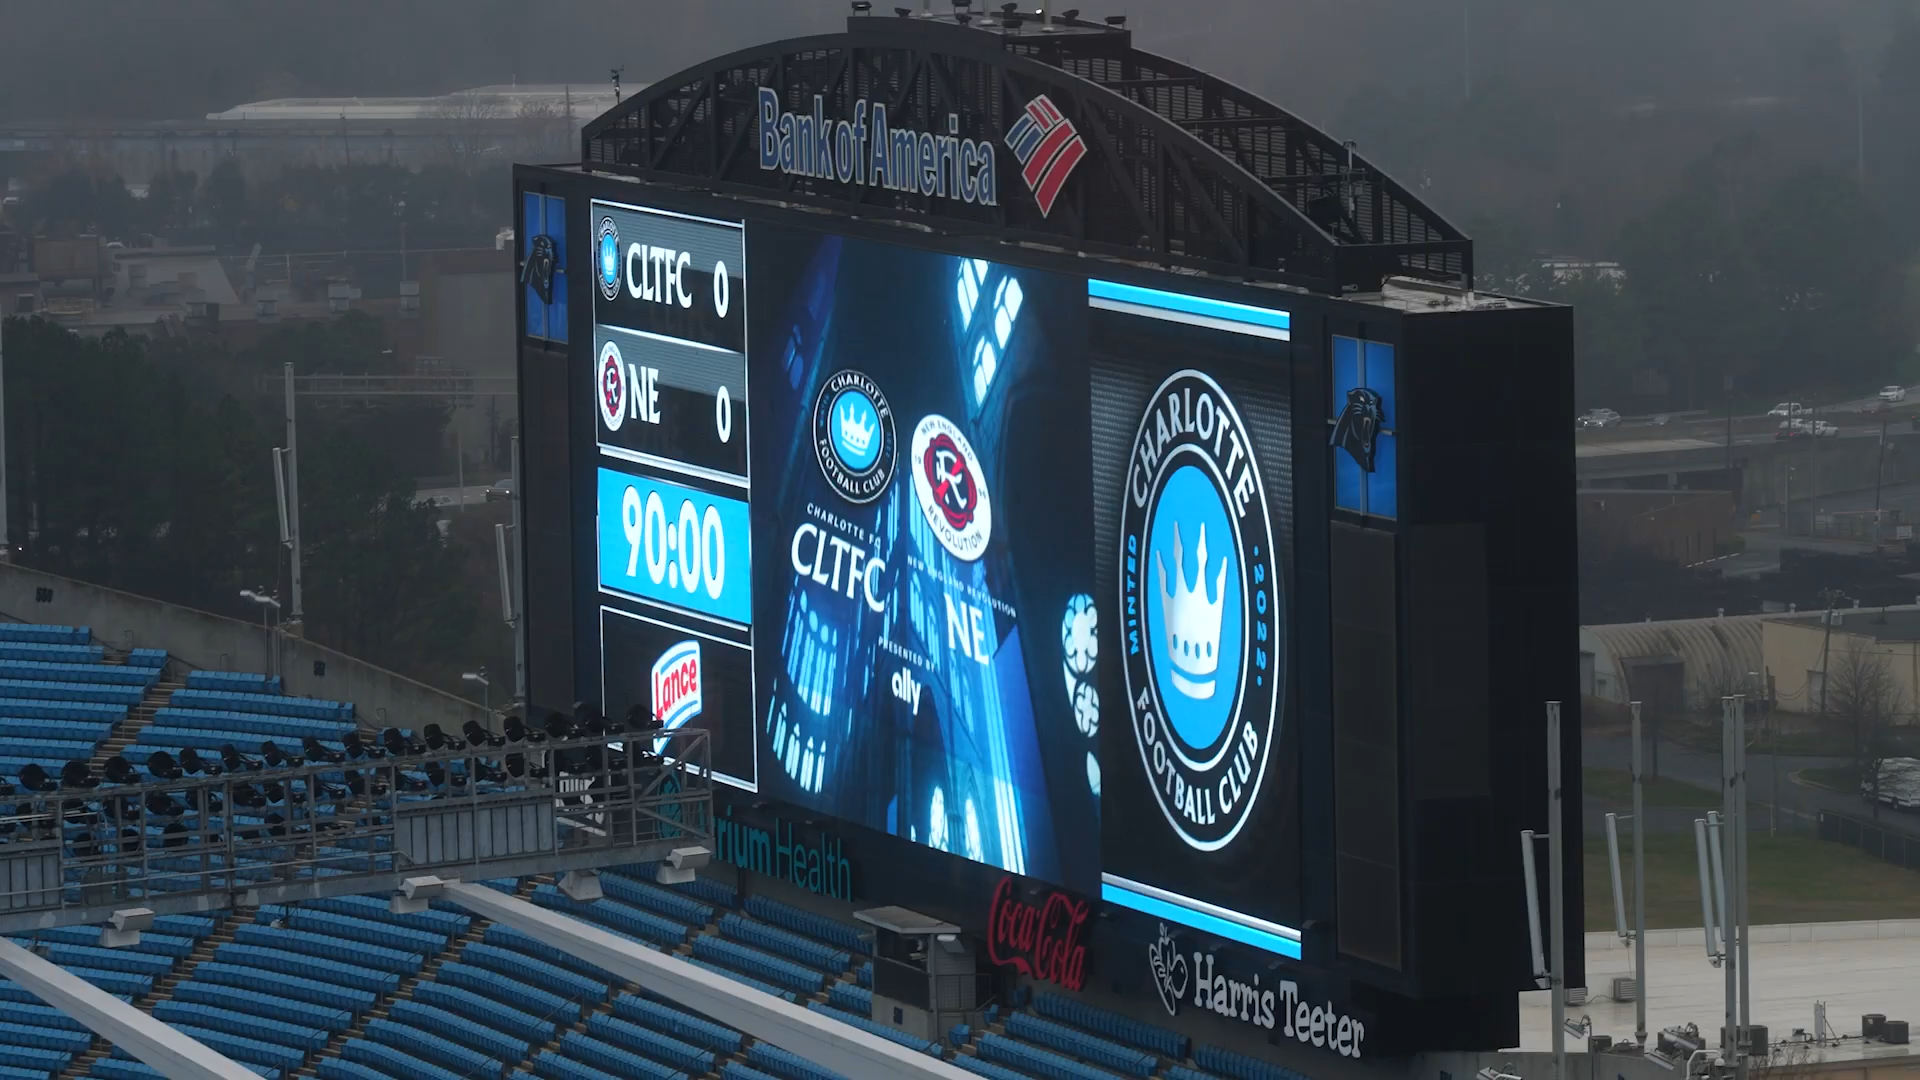 Bank of America
CLTFC 0
NE 0
90:00
Lance
CHARLOTTE
FOOTBALL CLUB
CHARLOTTE FC
CLTFC
NEW ENGLAND
REVOLUTION
NEW ENGLAND REVOLUTION
NE
PRESENTED BY
ally
CHARLOTTE
MINTED
·2022·
FOOTBALL CLUB
Health
Coca-Cola
Harris Teeter